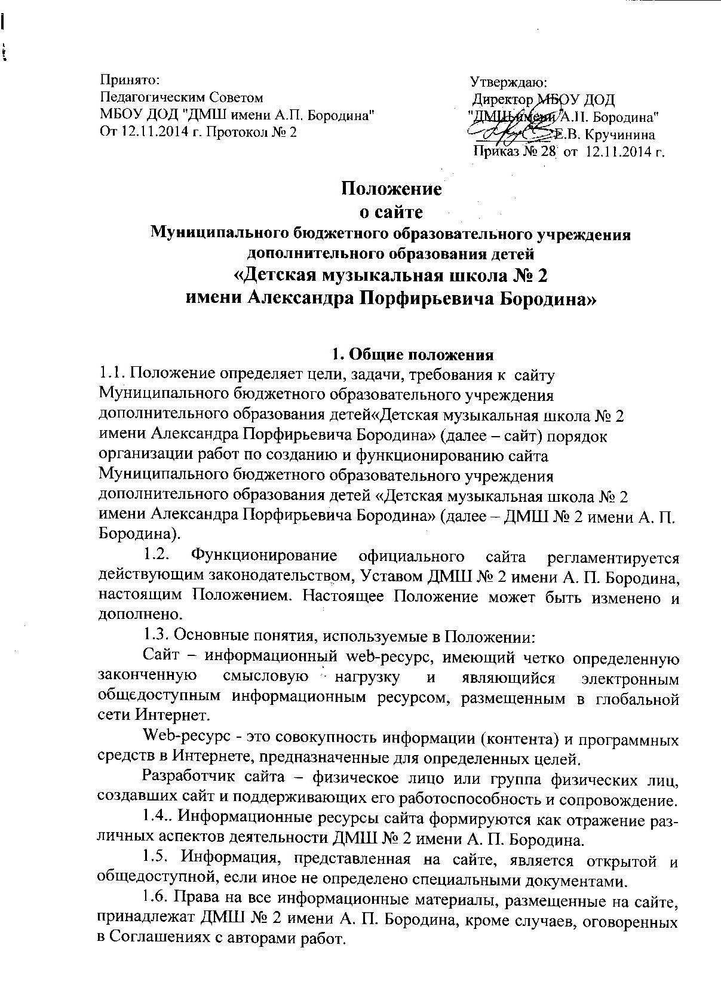 Принято:
Педагогическим Советом
МБОУ ДОД "ДМШ имени А.П. Бородина"
От 12.11.2014 г. Протокол № 2
Утверждаю:
Директор МБОУ ДОД
"ДМШ имени А.П. Бородина"
Е.В. Кручинина
Приказ № 28 от 12.11.2014 г.
Положение
о сайте
Муниципального бюджетного образовательного учреждения
дополнительного образования детей
«Детская музыкальная школа № 2
имени Александра Порфирьевича Бородина»
1. Общие положения
1.1. Положение определяет цели, задачи, требования к сайту
Муниципального бюджетного образовательного учреждения
дополнительного образования детей«Детская музыкальная школа № 2
имени Александра Порфирьевича Бородина» (далее – сайт) порядок
организации работ по созданию и функционированию сайта
Муниципального бюджетного образовательного учреждения
дополнительного образования детей «Детская музыкальная школа № 2
имени Александра Порфирьевича Бородина» (далее – ДМШ № 2 имени А. П.
Бородина).
1.2. Функционирование официального сайта регламентируется
действующим законодательством, Уставом ДМШ № 2 имени А. П. Бородина,
настоящим Положением. Настоящее Положение может быть изменено и
дополнено.
1.3. Основные понятия, используемые в Положении:
Сайт – информационный web-ресурс, имеющий четко определенную
законченную смысловую нагрузку и являющийся электронным
общедоступным информационным ресурсом, размещенным в глобальной
сети Интернет.
Web-ресурс - это совокупность информации (контента) и программных
средств в Интернете, предназначенные для определенных целей.
Разработчик сайта – физическое лицо или группа физических лиц,
создавших сайт и поддерживающих его работоспособность и сопровождение.
1.4.. Информационные ресурсы сайта формируются как отражение раз-
личных аспектов деятельности ДМШ № 2 имени А. П. Бородина.
1.5. Информация, представленная на сайте, является открытой и
общедоступной, если иное не определено специальными документами.
1.6. Права на все информационные материалы, размещенные на сайте,
принадлежат ДМШ № 2 имени А. П. Бородина, кроме случаев, оговоренных
в Соглашениях с авторами работ.